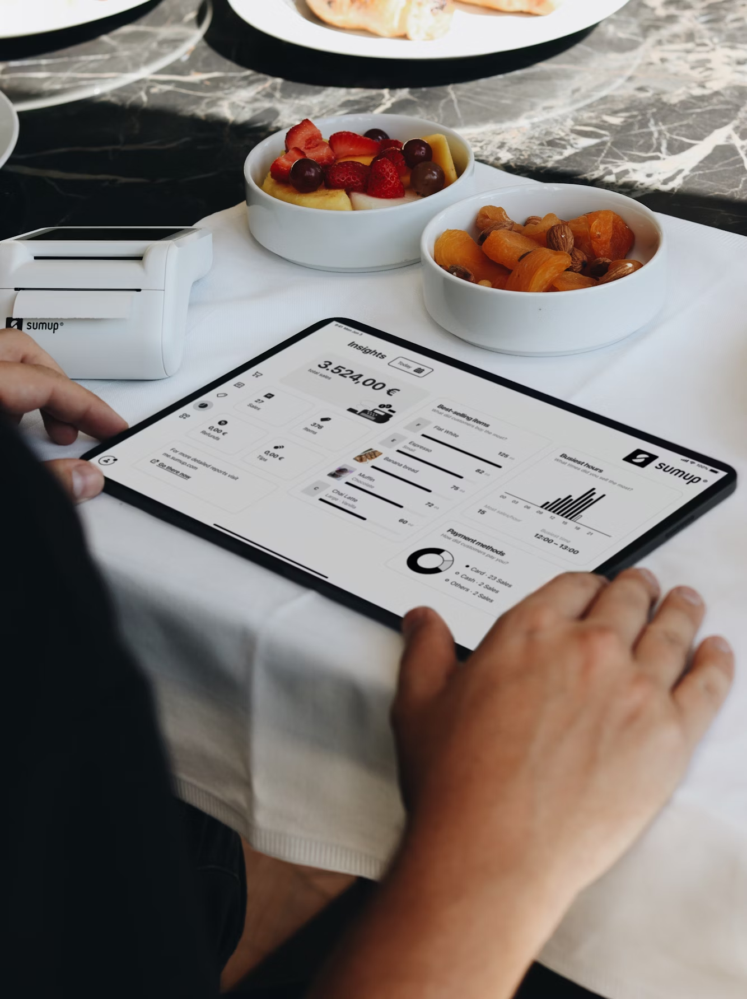 sumup®
9:41 Mon Jun 3
Insights
Today
3.524,00 €
total sales
27
Sales
376
Items
0,00 €
Refunds
0,00 €
Tips
For more detailed reports visit
me.sumup.com
Go there now
Best-selling items
What did customers buy the most?
F
Flat White
125
E
Espresso
Small
82
Banana bread
75
Muffin
Chocolate
72
C
Chai Latte
Large · Vanilla
60
100%
sumup®
Busiest hours
What times did you sell the most?
00 03 06 09 12 15 18 21
Most sales/hour
15
Busiest time
12:00 – 13:00
Payment methods
How did customers pay you?
Card · 23 Sales
Cash · 2 Sales
Others · 2 Sales